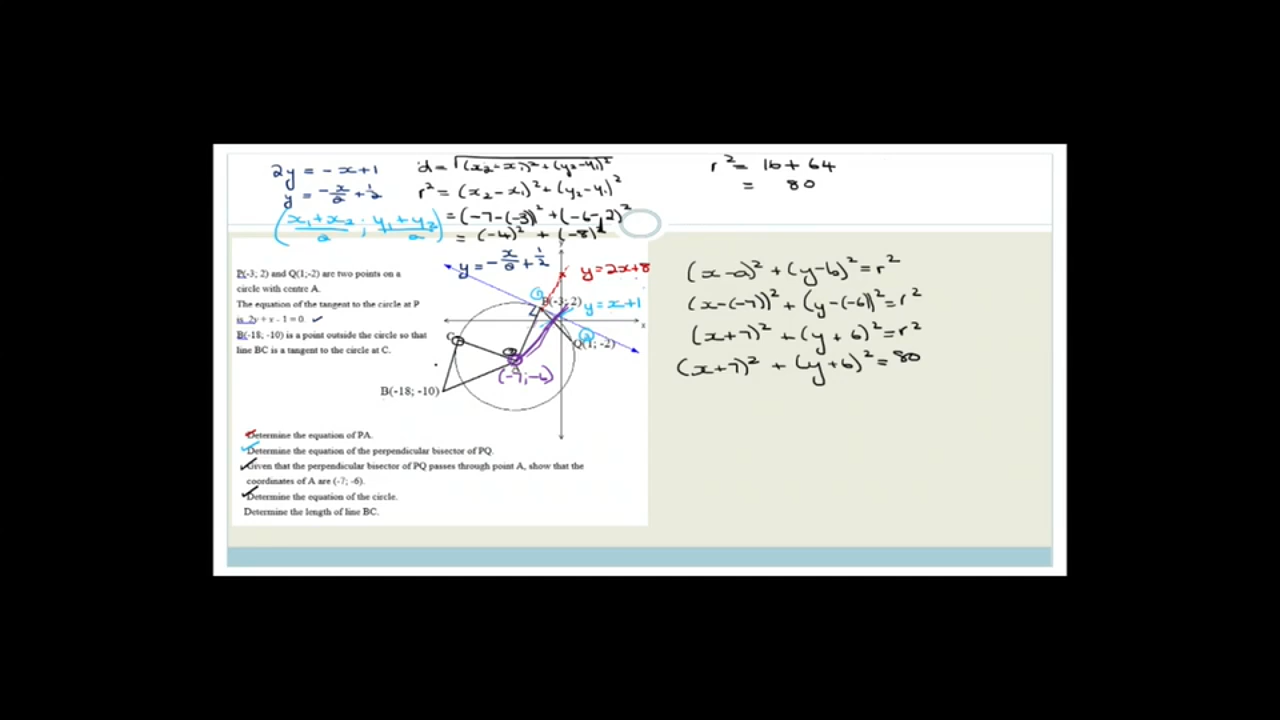 2y = -x+1
y = -x/2 + 1/2
(x₁+x₂/2 ; y₁+y₂/2)
d = √(x₂-x₁)²+(y₂-y₁)²
r² = (x₂-x₁)²+(y₂-y₁)²
= (-7-(-3))²+(-6-2)²
= (-4)² + (-8)²
r² = 16+64
= 80
P(-3; 2) and Q(1;-2) are two points on a
circle with centre A.
The equation of the tangent to the circle at P
is 2y + x - 1 = 0.
B(-18; -10) is a point outside the circle so that
line BC is a tangent to the circle at C.
y = -x/2 + 1/2
y
y=2x+8
P(-3; 2)
y=x+1
x
Q(1; -2)
C
(-7;-6)
B(-18; -10)
Determine the equation of PA.
Determine the equation of the perpendicular bisector of PQ.
Given that the perpendicular bisector of PQ passes through point A, show that the
coordinates of A are (-7; -6).
Determine the equation of the circle.
Determine the length of line BC.
(x-a)² + (y-b)² = r²
(x-(-7))² + (y-(-6))² = r²
(x+7)² + (y+6)² = r²
(x+7)² + (y+6)² = 80